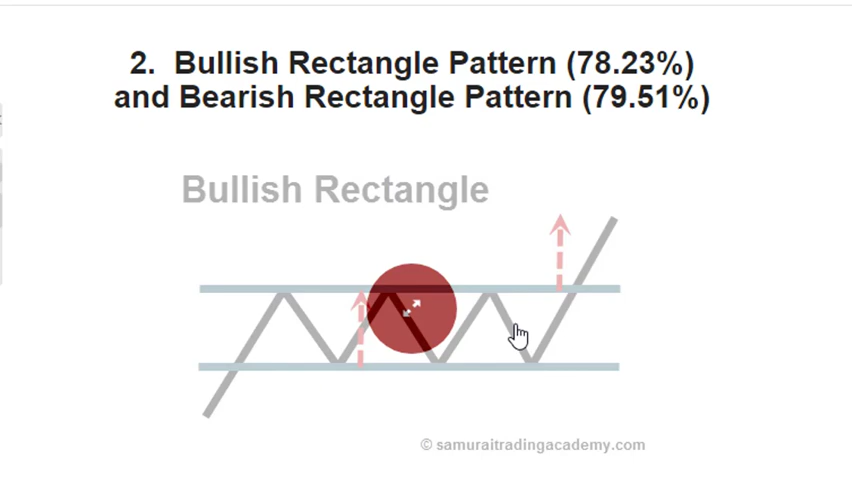 2. Bullish Rectangle Pattern (78.23%)
and Bearish Rectangle Pattern (79.51%)
Bullish Rectangle
© samuraitradingacademy.com